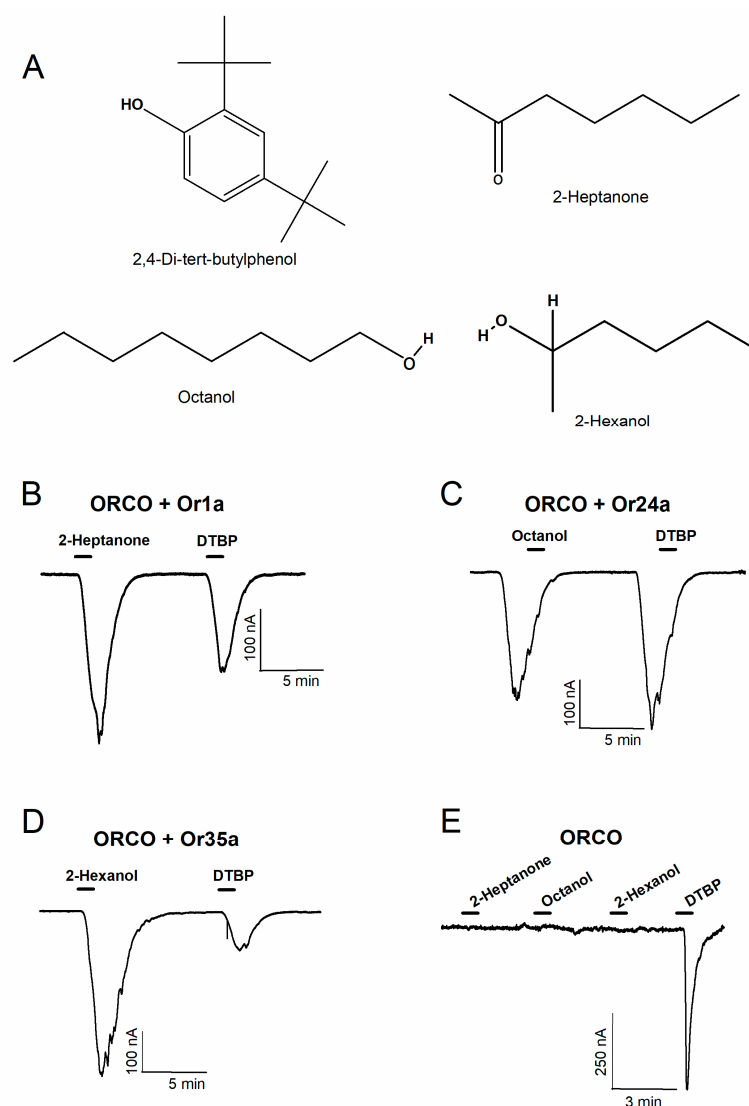 A
HO
2,4-Di-tert-butylphenol
O
2-Heptanone
O
H
Octanol
H
O
H
2-Hexanol
B
ORCO + Or1a
2-Heptanone
DTBP
100 nA
5 min
C
ORCO + Or24a
Octanol
DTBP
100 nA
5 min
D
ORCO + Or35a
2-Hexanol
DTBP
100 nA
5 min
E
ORCO
2-Heptanone
Octanol
2-Hexanol
DTBP
250 nA
3 min